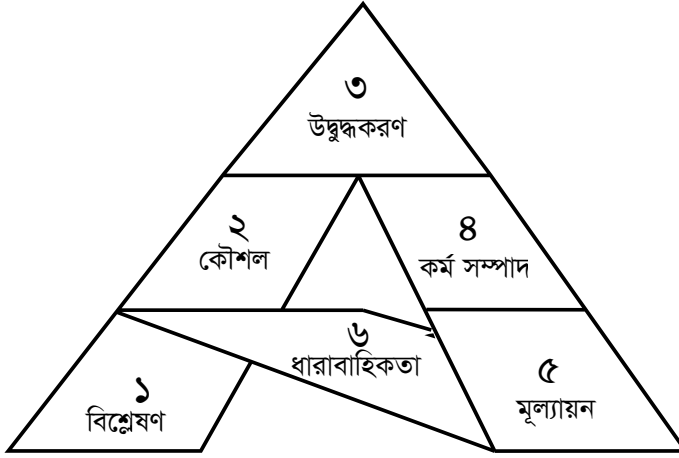 ৩
উদ্বুদ্ধকরণ
২
কৌশল
৪
কর্ম সম্পাদ
৬
ধারাবাহিকতা
১
বিশ্লেষণ
৫
মূল্যায়ন